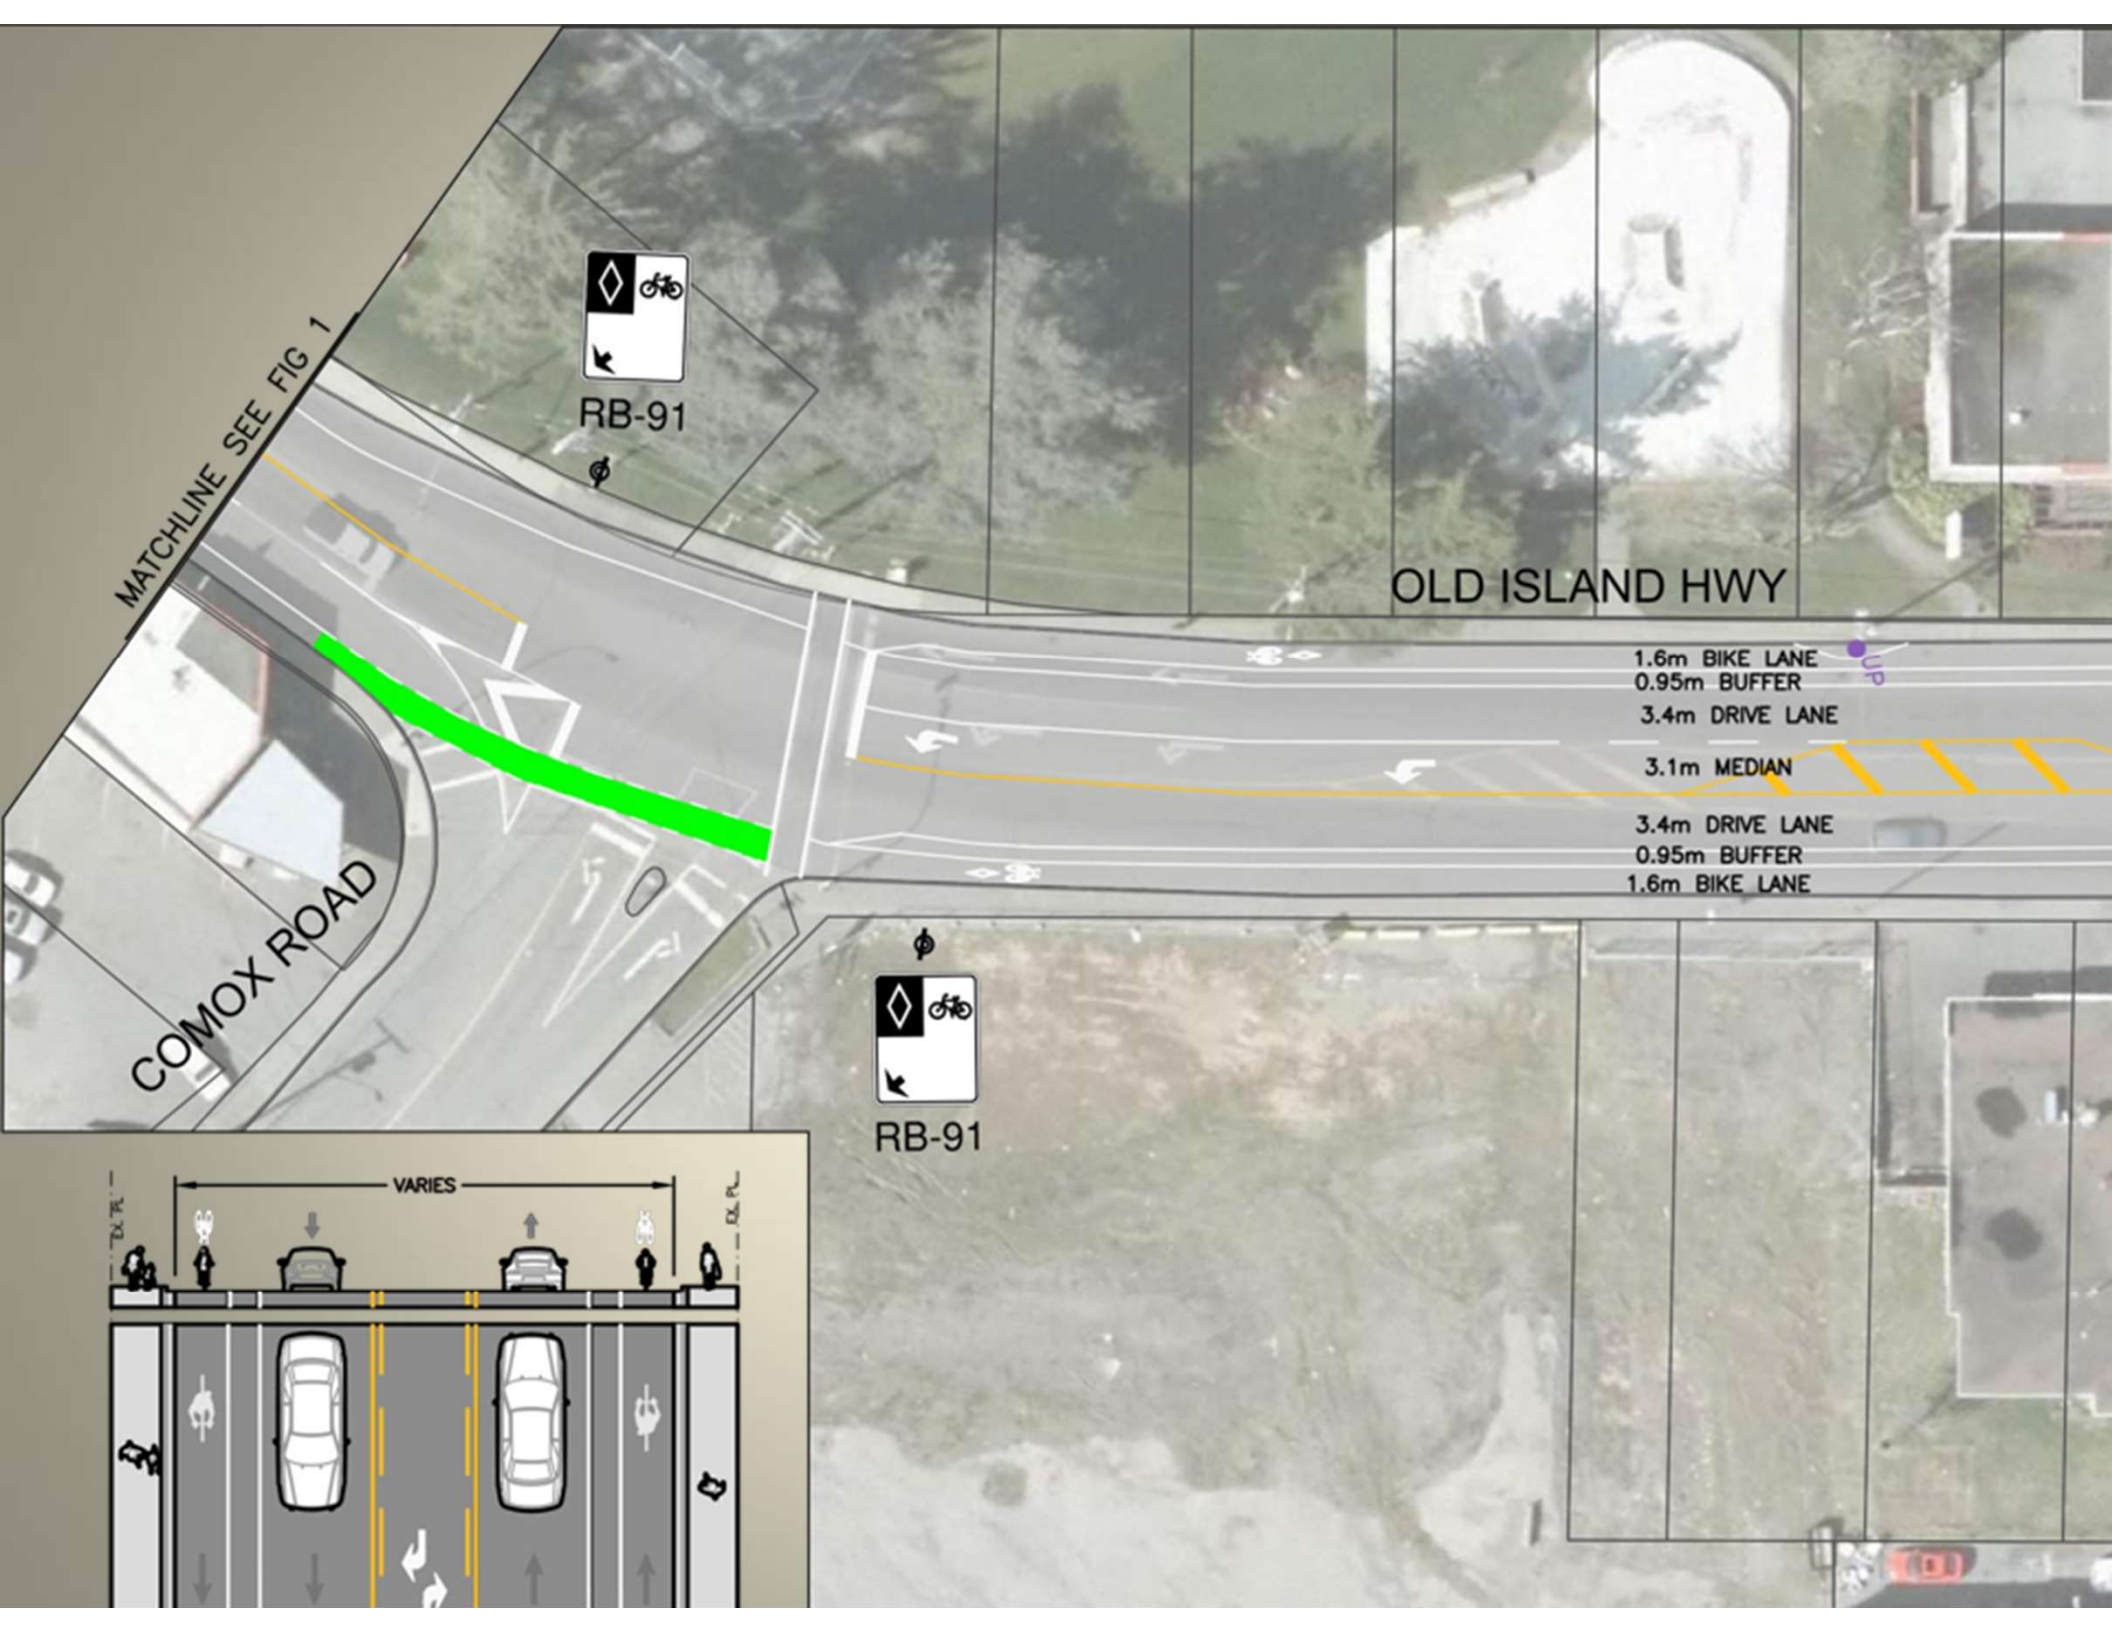 MATCHLINE SEE FIG 1
RB-91
OLD ISLAND HWY
1.6m BIKE LANE
UP
0.95m BUFFER
3.4m DRIVE LANE
3.1m MEDIAN
3.4m DRIVE LANE
0.95m BUFFER
1.6m BIKE LANE
COMOX ROAD
RB-91
VARIES
EX. PL